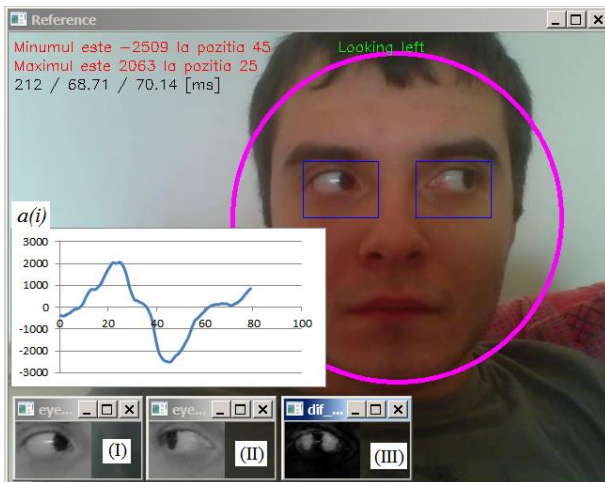 Reference
Minumul este -2509 la pozitia 45
Looking left
Maximul este 2063 la pozitia 25
212 / 68.71 / 70.14 [ms]
a(i)
3000
2000
1000
0
-1000
-2000
-3000
0 20 40 60 80 100
eye...
eye...
dif_...
(I)
(II)
(III)